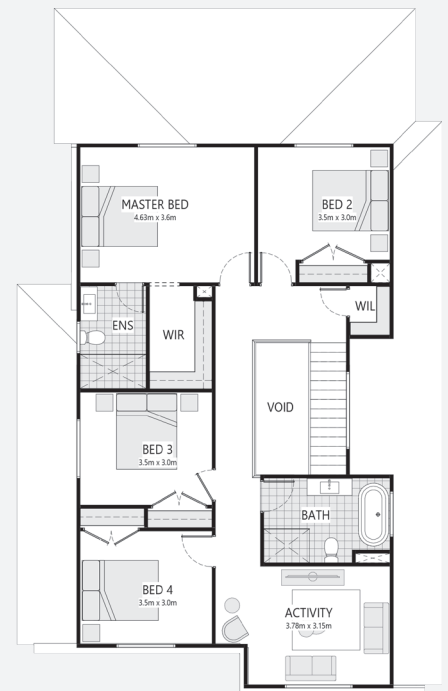 MASTER BED
4.63m x 3.6m
BED 2
3.5m x 3.0m
ENS
WIR
WIL
VOID
BED 3
3.5m x 3.0m
BATH
BED 4
3.5m x 3.0m
ACTIVITY
3.78m x 3.15m